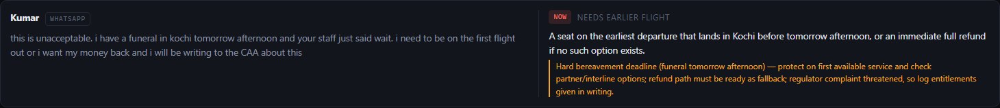 Kumar WHATSAPP
this is unacceptable. i have a funeral in kochi tomorrow afternoon and your staff just said wait. i need to be on the first flight
out or i want my money back and i will be writing to the CAA about this
NOW NEEDS EARLIER FLIGHT
A seat on the earliest departure that lands in Kochi before tomorrow afternoon, or an immediate full refund
if no such option exists.
Hard bereavement deadline (funeral tomorrow afternoon) — protect on first available service and check
partner/interline options; refund path must be ready as fallback; regulator complaint threatened, so log entitlements
given in writing.